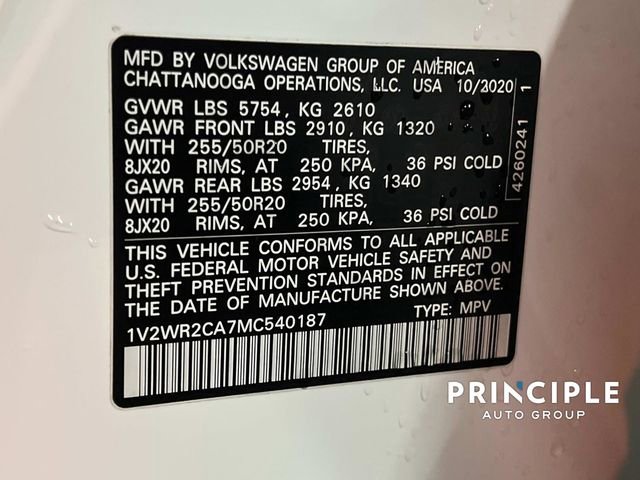 MFD BY VOLKSWAGEN GROUP OF AMERICA
CHATTANOOGA OPERATIONS, LLC. USA 10/2020
GVWR LBS 5754, KG 2610
GAWR FRONT LBS 2910, KG 1320
WITH 255/50R20 TIRES,
8JX20 RIMS, AT 250 KPA, 36 PSI COLD
GAWR REAR LBS 2954, KG 1340
WITH 255/50R20 TIRES,
8JX20 RIMS, AT 250 KPA, 36 PSI COLD
THIS VEHICLE CONFORMS TO ALL APPLICABLE
U.S. FEDERAL MOTOR VEHICLE SAFETY AND
THEFT PREVENTION STANDARDS IN EFFECT ON
THE DATE OF MANUFACTURE SHOWN ABOVE.
1V2WR2CA7MC540187 TYPE: MPV
4260241 1
PRINCIPLE
AUTO GROUP